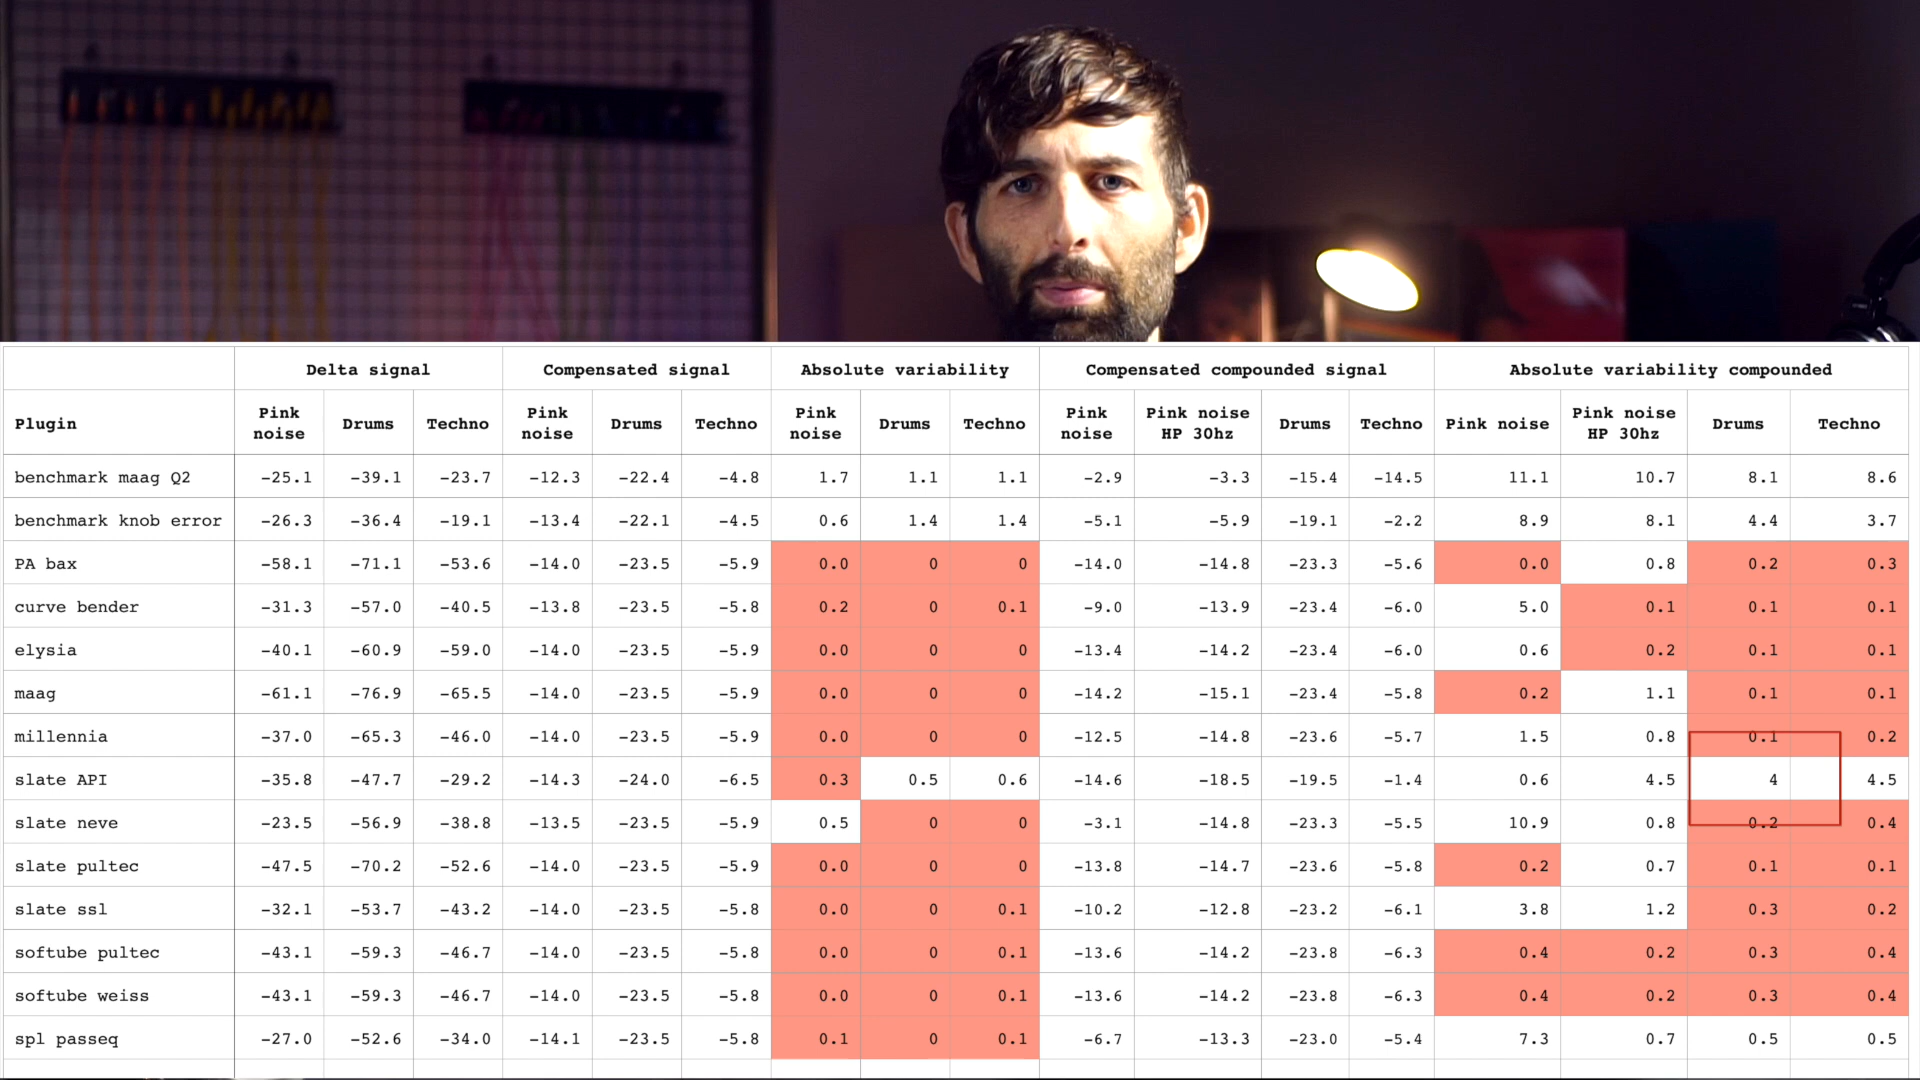 Delta signal Compensated signal Absolute variability Compensated compounded signal Absolute variability compounded
Plugin Pink noise Drums Techno Pink noise Drums Techno Pink noise Drums Techno Pink noise Pink noise HP 30hz Drums Techno Pink noise Pink noise HP 30hz Drums Techno
benchmark maag Q2 -25.1 -39.1 -23.7 -12.3 -22.4 -4.8 1.7 1.1 1.1 -2.9 -3.3 -15.4 -14.5 11.1 10.7 8.1 8.6
benchmark knob error -26.3 -36.4 -19.1 -13.4 -22.1 -4.5 0.6 1.4 1.4 -5.1 -5.9 -19.1 -2.2 8.9 8.1 4.4 3.7
PA bax -58.1 -71.1 -53.6 -14.0 -23.5 -5.9 0.0 0 0 -14.0 -14.8 -23.3 -5.6 0.0 0.8 0.2 0.3
curve bender -31.3 -57.0 -40.5 -13.8 -23.5 -5.8 0.2 0 0.1 -9.0 -13.9 -23.4 -6.0 5.0 0.1 0.1 0.1
elysia -40.1 -60.9 -59.0 -14.0 -23.5 -5.9 0.0 0 0 -13.4 -14.2 -23.4 -6.0 0.6 0.2 0.1 0.1
maag -61.1 -76.9 -65.5 -14.0 -23.5 -5.9 0.0 0 0 -14.2 -15.1 -23.4 -5.8 0.2 1.1 0.1 0.1
millennia -37.0 -65.3 -46.0 -14.0 -23.5 -5.9 0.0 0 0 -12.5 -14.8 -23.6 -5.7 1.5 0.8 0.1 0.2
slate API -35.8 -47.7 -29.2 -14.3 -24.0 -6.5 0.3 0.5 0.6 -14.6 -18.5 -19.5 -1.4 0.6 4.5 4 4.5
slate neve -23.5 -56.9 -38.8 -13.5 -23.5 -5.9 0.5 0 0 -3.1 -14.8 -23.3 -5.5 10.9 0.8 0.2 0.4
slate pultec -47.5 -70.2 -52.6 -14.0 -23.5 -5.9 0.0 0 0 -13.8 -14.7 -23.6 -5.8 0.2 0.7 0.1 0.1
slate ssl -32.1 -53.7 -43.2 -14.0 -23.5 -5.8 0.0 0 0.1 -10.2 -12.8 -23.2 -6.1 3.8 1.2 0.3 0.2
softube pultec -43.1 -59.3 -46.7 -14.0 -23.5 -5.8 0.0 0 0.1 -13.6 -14.2 -23.8 -6.3 0.4 0.2 0.3 0.4
softube weiss -43.1 -59.3 -46.7 -14.0 -23.5 -5.8 0.0 0 0.1 -13.6 -14.2 -23.8 -6.3 0.4 0.2 0.3 0.4
spl passeq -27.0 -52.6 -34.0 -14.1 -23.5 -5.8 0.1 0 0.1 -6.7 -13.3 -23.0 -5.4 7.3 0.7 0.5 0.5